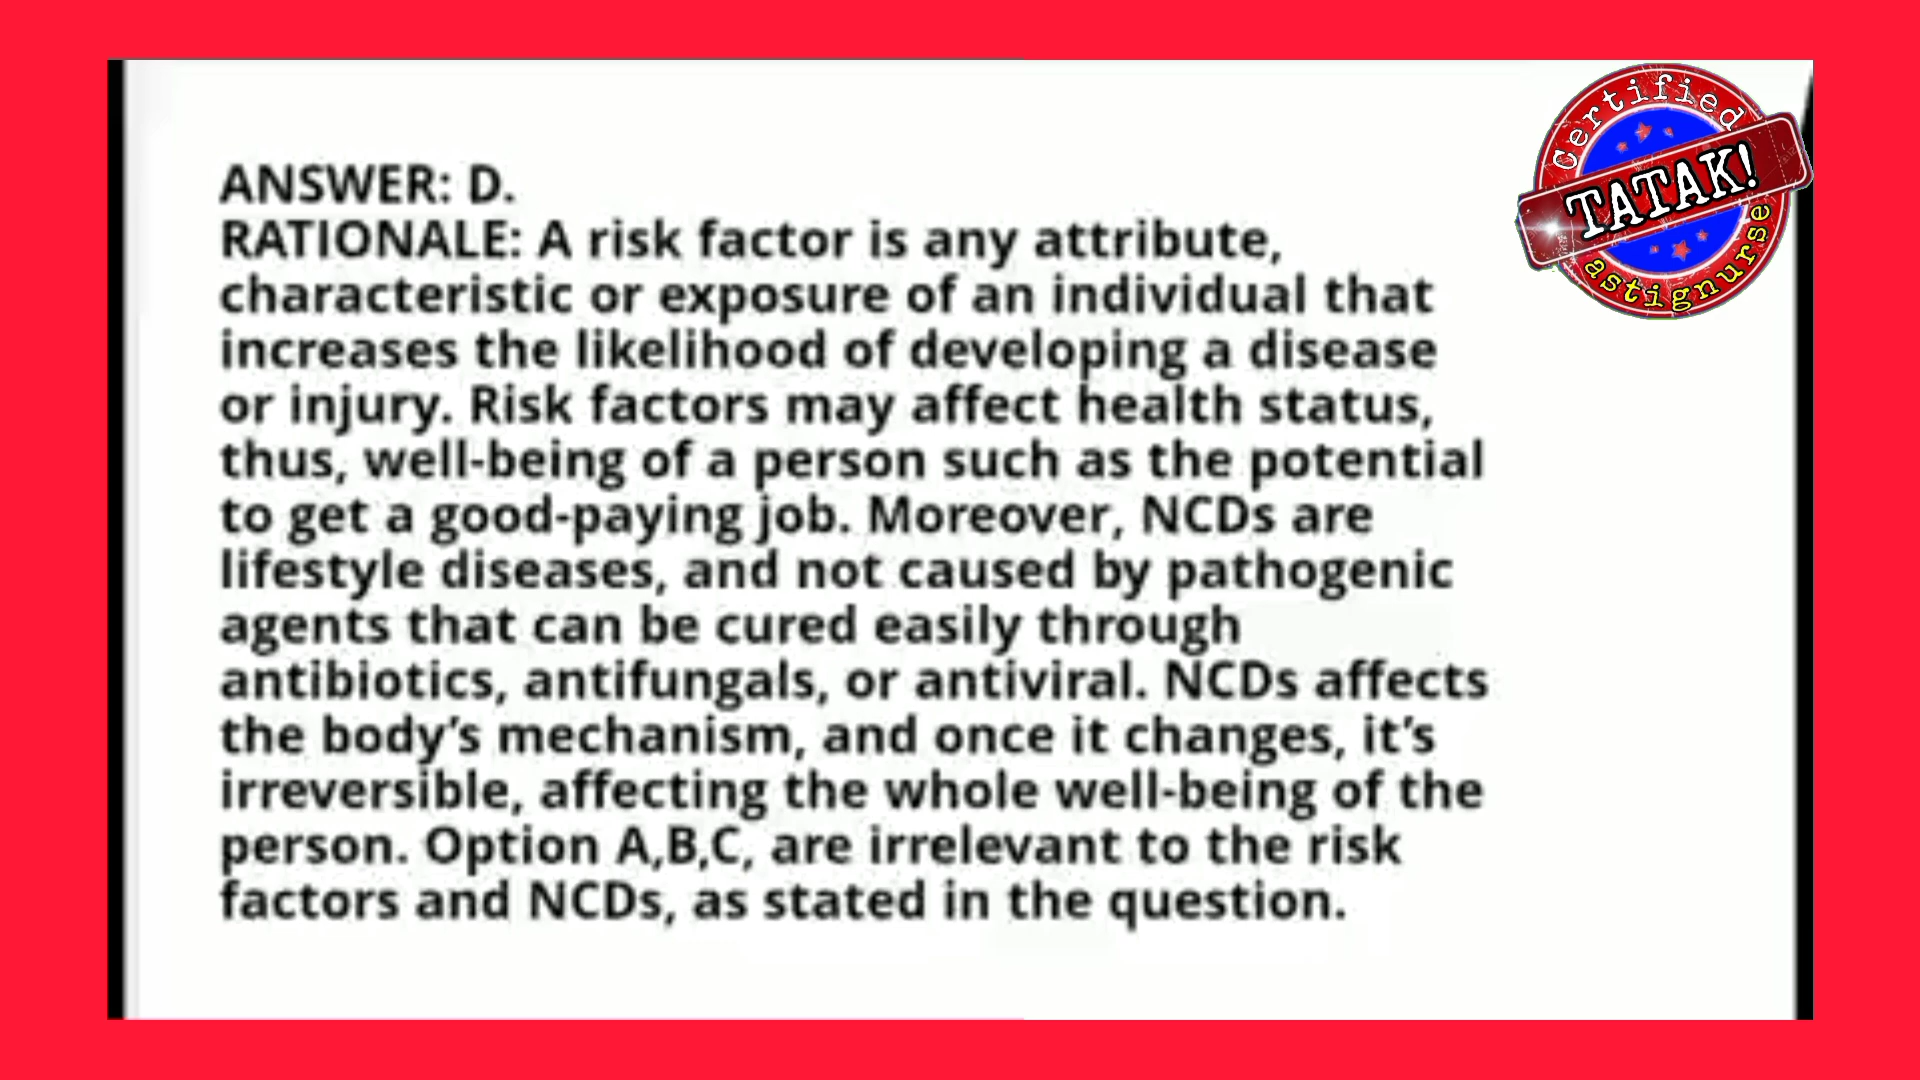 ANSWER: D.
RATIONALE: A risk factor is any attribute,
characteristic or exposure of an individual that
increases the likelihood of developing a disease
or injury. Risk factors may affect health status,
thus, well-being of a person such as the potential
to get a good-paying job. Moreover, NCDs are
lifestyle diseases, and not caused by pathogenic
agents that can be cured easily through
antibiotics, antifungals, or antiviral. NCDs affects
the body’s mechanism, and once it changes, it’s
irreversible, affecting the whole well-being of the
person. Option A,B,C, are irrelevant to the risk
factors and NCDs, as stated in the question.
Certified
TATAK!
astignurse